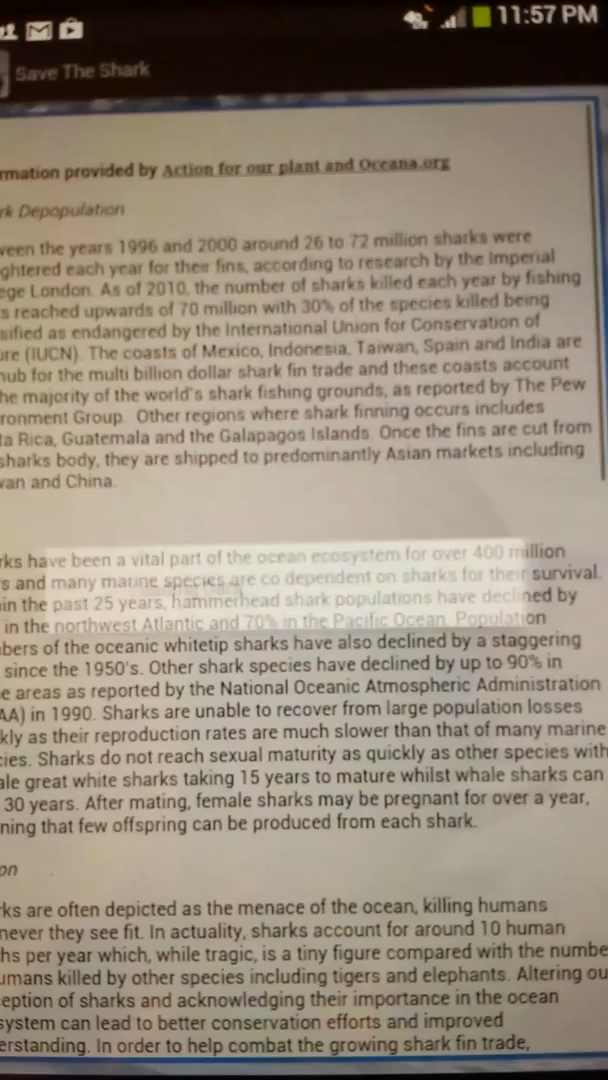 11:57 PM
Save The Shark
rmation provided by Action for our plant and Oceana.org
rk Depopulation
veen the years 1996 and 2000 around 26 to 72 million sharks were
ghtered each year for their fins, according to research by the Imperial
ege London. As of 2010, the number of sharks killed each year by fishing
s reached upwards of 70 million with 30% of the species killed being
sified as endangered by the International Union for Conservation of
ure (IUCN). The coasts of Mexico, Indonesia, Taiwan, Spain and India are
hub for the multi billion dollar shark fin trade and these coasts account
he majority of the world's shark fishing grounds, as reported by The Pew
ronment Group. Other regions where shark finning occurs includes
ta Rica, Guatemala and the Galapagos Islands. Once the fins are cut from
sharks body, they are shipped to predominantly Asian markets including
van and China.
rks have been a vital part of the ocean ecosystem for over 400 million
s and many marine species are co dependent on sharks for their survival.
in the past 25 years, hammerhead shark populations have declined by
in the northwest Atlantic and 70% in the Pacific Ocean. Population
bers of the oceanic whitetip sharks have also declined by a staggering
since the 1950's. Other shark species have declined by up to 90% in
e areas as reported by the National Oceanic Atmospheric Administration
AA) in 1990. Sharks are unable to recover from large population losses
kly as their reproduction rates are much slower than that of many marine
cies. Sharks do not reach sexual maturity as quickly as other species with
ale great white sharks taking 15 years to mature whilst whale sharks can
30 years. After mating, female sharks may be pregnant for over a year,
ning that few offspring can be produced from each shark.
on
rks are often depicted as the menace of the ocean, killing humans
never they see fit. In actuality, sharks account for around 10 human
hs per year which, while tragic, is a tiny figure compared with the numbe
umans killed by other species including tigers and elephants. Altering ou
eption of sharks and acknowledging their importance in the ocean
system can lead to better conservation efforts and improved
erstanding. In order to help combat the growing shark fin trade,